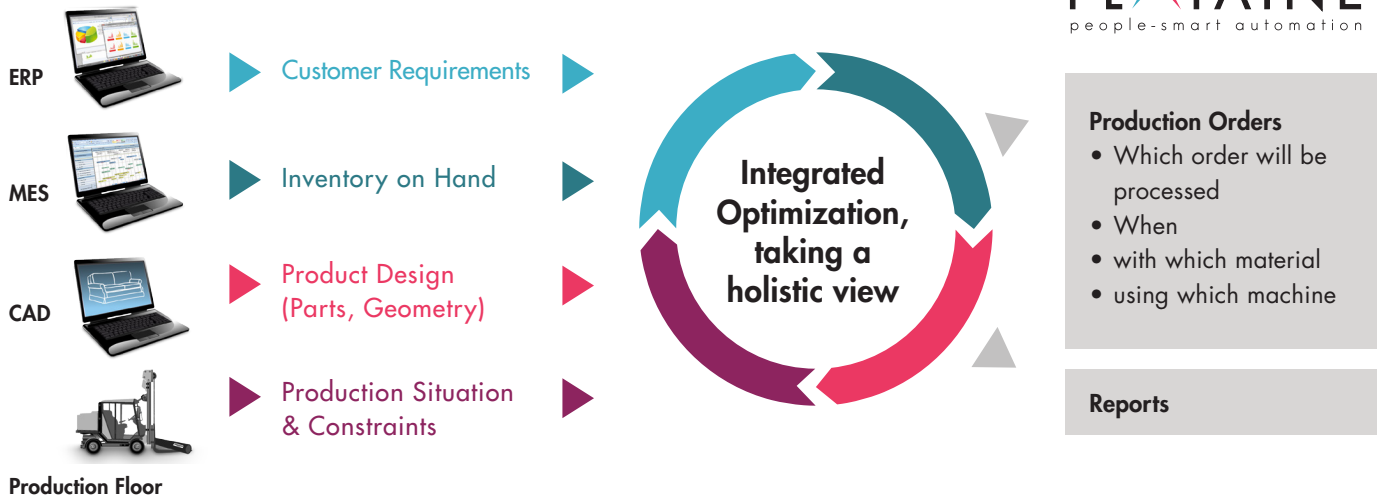 people-smart automation
ERP
Customer Requirements
MES
Inventory on Hand
CAD
Product Design
(Parts, Geometry)
Production Floor
Production Situation
& Constraints
Integrated
Optimization,
taking a
holistic view
Production Orders
• Which order will be
processed
• When
• with which material
• using which machine
Reports